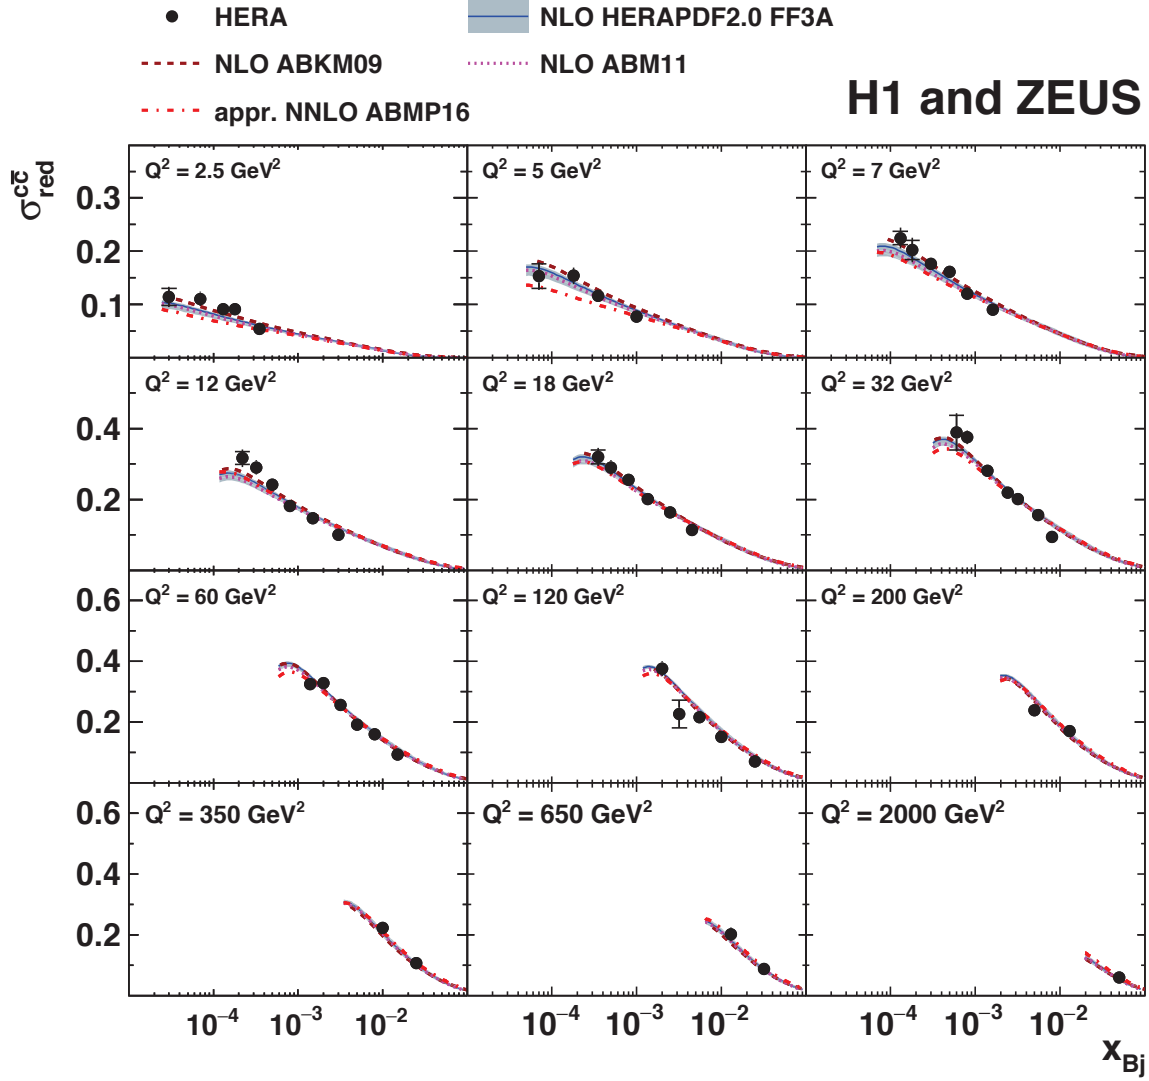 HERA NLO HERAPDF2.0 FF3A
NLO ABKM09 NLO ABM11
appr. NNLO ABMP16
H1 and ZEUS
σ^{cc̅}_{red}
Q² = 2.5 GeV² Q² = 5 GeV² Q² = 7 GeV²
0.3
0.2
0.1
Q² = 12 GeV² Q² = 18 GeV² Q² = 32 GeV²
0.4
0.2
Q² = 60 GeV² Q² = 120 GeV² Q² = 200 GeV²
0.6
0.4
0.2
Q² = 350 GeV² Q² = 650 GeV² Q² = 2000 GeV²
0.6
0.4
0.2
10⁻⁴ 10⁻³ 10⁻² 10⁻⁴ 10⁻³ 10⁻² 10⁻⁴ 10⁻³ 10⁻²
x_{Bj}